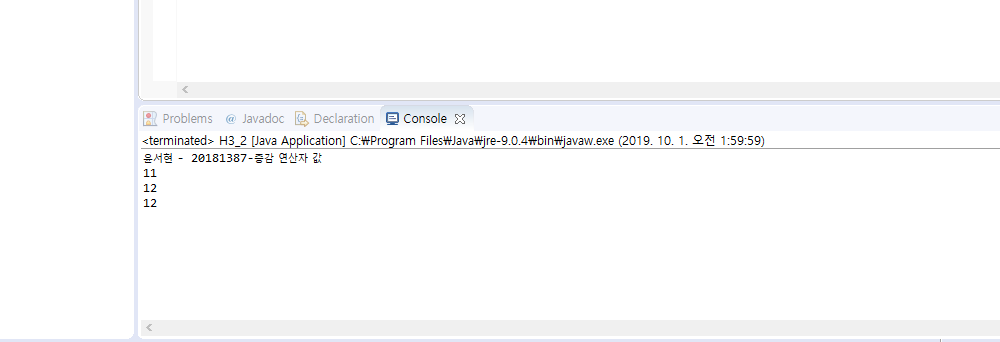 Problems @ Javadoc Declaration Console
<terminated> H3_2 [Java Application] C:₩Program Files₩Java₩jre-9.0.4₩bin₩javaw.exe (2019. 10. 1. 오전 1:59:59)
윤서현 - 20181387-증감 연산자 값
11
12
12